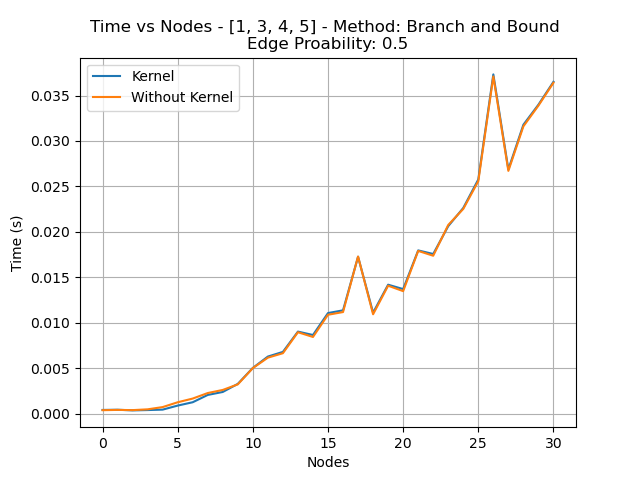 Time vs Nodes - [1, 3, 4, 5] - Method: Branch and Bound
Edge Proability: 0.5
Kernel
Without Kernel
0.035
0.030
0.025
0.020
0.015
0.010
0.005
0.000
Time (s)
0 5 10 15 20 25 30
Nodes